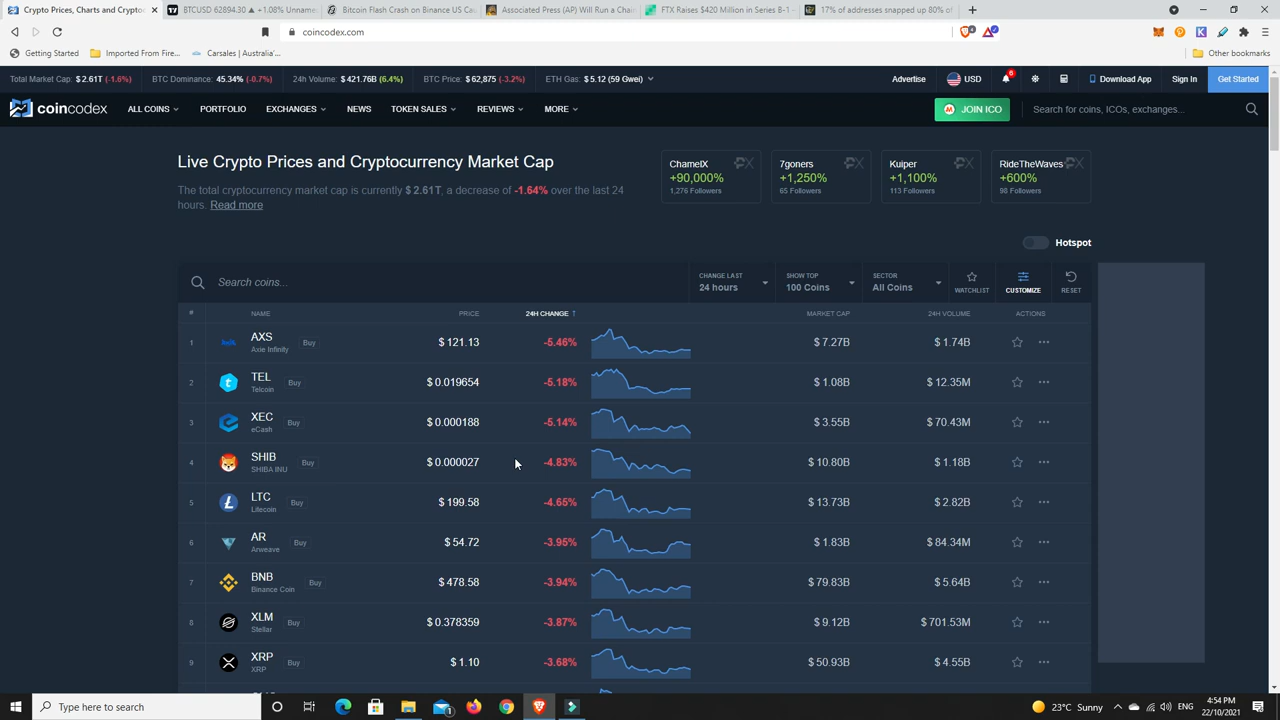 Crypto Prices, Charts and Cryptoc
BTCUSD 62894.30 ▲ +1.08% Unname
Bitcoin Flash Crash on Binance US Ca
Associated Press (AP) Will Run a Chai
FTX Raises $420 Million in Series B-1
17% of addresses snapped up 80% of
coincodex.com
Getting Started
Imported From Fire...
Carsales (Australia)...
Other bookmarks
Total Market Cap: $ 2.61T (-1.6%)
BTC Dominance: 45.34% (-0.7%)
24h Volume: $ 421.76B (6.4%)
BTC Price: $ 62,875 (-3.2%)
ETH Gas: $ 5.12 (59 Gwei)
Advertise
USD
6
Download App
Sign In
Get Started
coincodex
ALL COINS
PORTFOLIO
EXCHANGES
NEWS
TOKEN SALES
REVIEWS
MORE
JOIN ICO
Search for coins, ICOs, exchanges...
Live Crypto Prices and Cryptocurrency Market Cap
The total cryptocurrency market cap is currently $ 2.61T, a decrease of -1.64% over the last 24
hours. Read more
ChamelX
+90,000%
1,276 Followers
7goners
+1,250%
65 Followers
Kuiper
+1,100%
113 Followers
RideTheWaves
+600%
98 Followers
Hotspot
Search coins...
CHANGE LAST
24 hours
SHOW TOP
100 Coins
SECTOR
All Coins
WATCHLIST
CUSTOMIZE
RESET
# NAME PRICE 24H CHANGE ↑ MARKET CAP 24H VOLUME ACTIONS
1 AXS Buy $ 121.13 -5.46% $ 7.27B $ 1.74B
Axie Infinity
2 TEL Buy $ 0.019654 -5.18% $ 1.08B $ 12.35M
Telcoin
3 XEC Buy $ 0.000188 -5.14% $ 3.55B $ 70.43M
eCash
4 SHIB Buy $ 0.000027 -4.83% $ 10.80B $ 1.18B
SHIBA INU
5 LTC Buy $ 199.58 -4.65% $ 13.73B $ 2.82B
Litecoin
6 AR Buy $ 54.72 -3.95% $ 1.83B $ 84.34M
Arweave
7 BNB Buy $ 478.58 -3.94% $ 79.83B $ 5.64B
Binance Coin
8 XLM Buy $ 0.378359 -3.87% $ 9.12B $ 701.53M
Stellar
9 XRP Buy $ 1.10 -3.68% $ 50.93B $ 4.55B
XRP
Type here to search
23°C Sunny
ENG
4:54 PM
22/10/2021